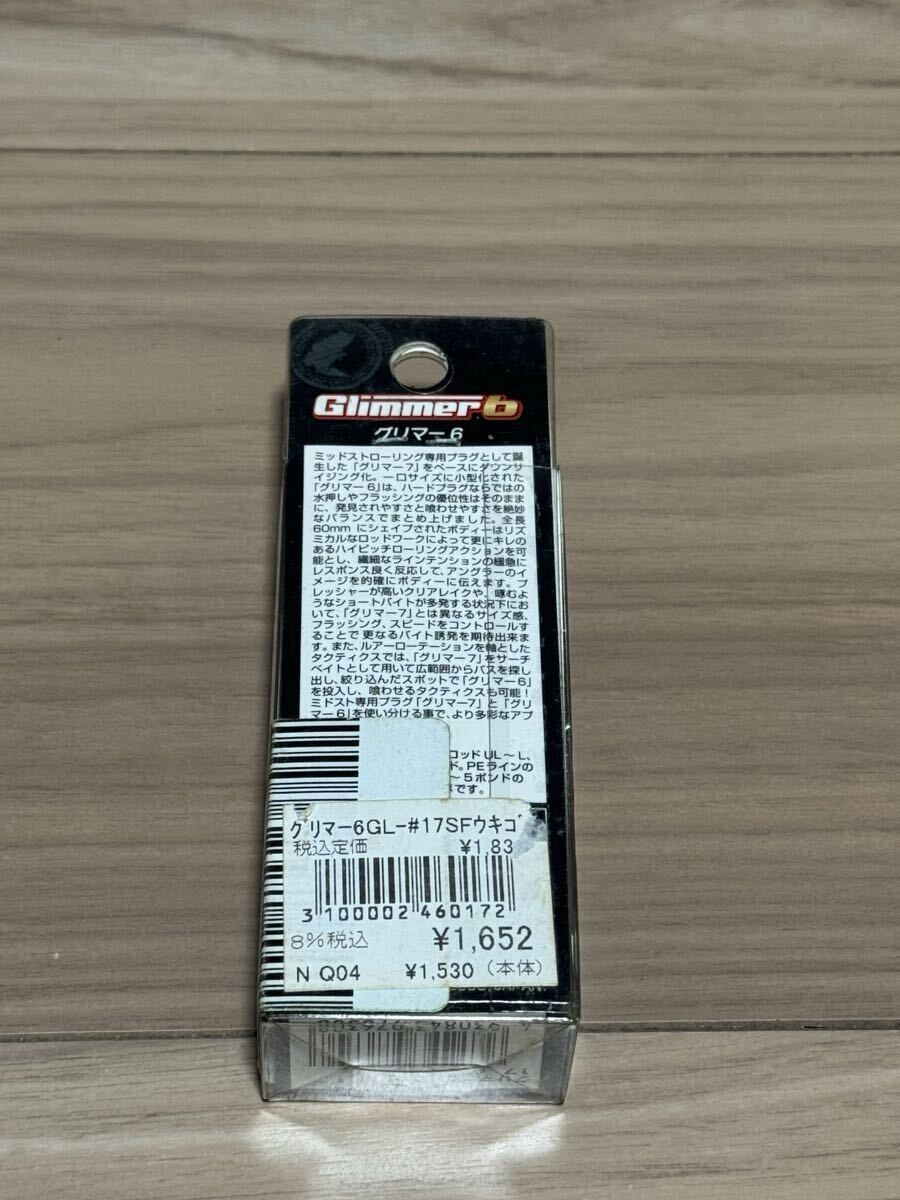 Glimmer6
グリマー6
ミッドストローリング専用プラグとして誕
生した「グリマー7」をベースにダウンサ
イジング化。一口サイズに小型化された
「グリマー6」は、ハードプラグならではの
水押しやフラッシングの優位性はそのまま
に、発見されやすさと喰わせやすさを絶妙
なバランスでまとめ上げました。全長
60mmにシェイプされたボディーはリズ
ミカルなロッドワークによって更にキレの
あるハイピッチローリングアクションを可
能とし、繊細なラインテンションの緩急に
レスポンス良く反応して、アングラーのイ
メージを的確にボディーに伝えます。プ
レッシャーが高いクリアレイクや、啄むよ
うなショートバイトが多発する状況下にお
いて、「グリマー7」とは異なるサイズ感、
フラッシング、スピードをコントロールす
ることで更なるバイト誘発を期待出来ま
す。また、ルアーローテーションを軸とした
タクティクスでは、「グリマー7」をサーチ
ベイトとして用いて広範囲からバスを探し
出し、絞り込んだスポットで「グリマー6」
を投入し、喰わせるタクティクスも可能!
ミドスト専用プラグ「グリマー7」と「グリ
マー6」を使い分ける事で、より多彩なアプ
ロッドUL〜L、
ド。PEラインの
〜5ポンドの
です。
グリマー6GL-#17SFウキゴ
税込定価 ¥1,83
3 100002 460172
8%税込 ¥1,652
N Q04 ¥1,530(本体)